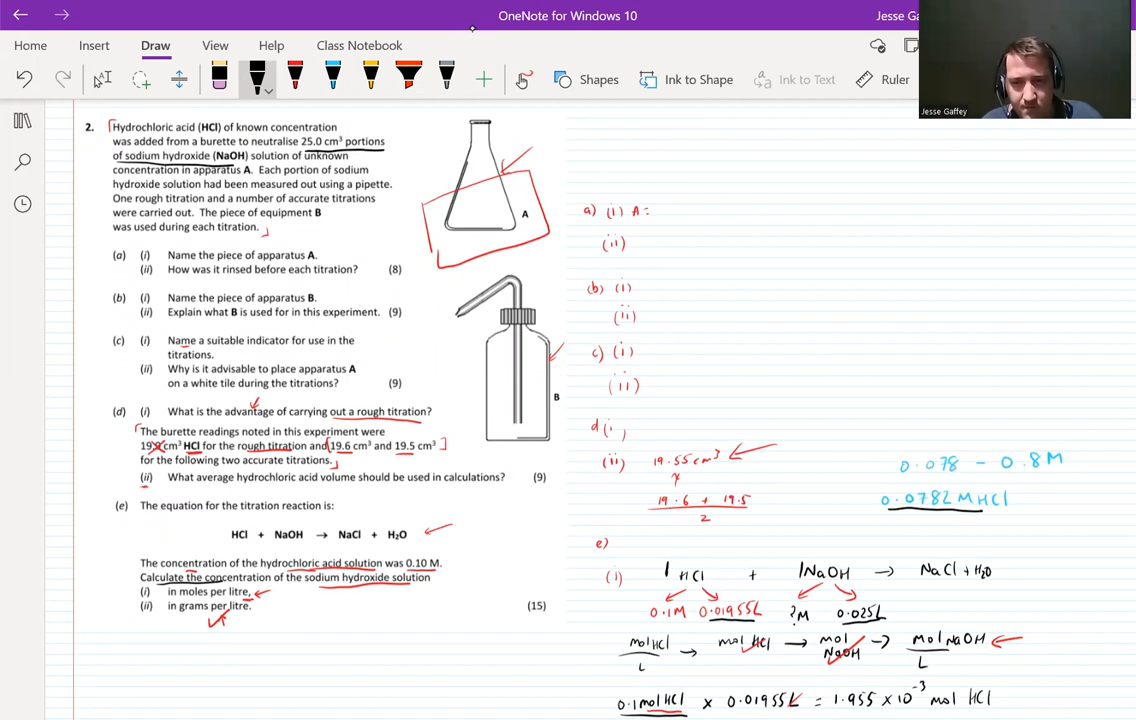 OneNote for Windows 10
Jesse Ga
Home Insert Draw View Help Class Notebook
Shapes Ink to Shape Ink to Text Ruler
Jesse Gaffey
2. Hydrochloric acid (HCl) of known concentration
was added from a burette to neutralise 25.0 cm³ portions
of sodium hydroxide (NaOH) solution of unknown
concentration in apparatus A. Each portion of sodium
hydroxide solution had been measured out using a pipette.
One rough titration and a number of accurate titrations
were carried out. The piece of equipment B
was used during each titration.
A
(a) (i) Name the piece of apparatus A.
(ii) How was it rinsed before each titration? (8)
(b) (i) Name the piece of apparatus B.
(ii) Explain what B is used for in this experiment. (9)
(c) (i) Name a suitable indicator for use in the
titrations.
(ii) Why is it advisable to place apparatus A
on a white tile during the titrations? (9)
B
(d) (i) What is the advantage of carrying out a rough titration?
The burette readings noted in this experiment were
cm³ HCl for the rough titration and 19.6 cm³ and 19.5 cm³
for the following two accurate titrations.
(ii) What average hydrochloric acid volume should be used in calculations? (9)
(e) The equation for the titration reaction is:
HCl + NaOH → NaCl + H₂O
The concentration of the hydrochloric acid solution was 0.10 M.
Calculate the concentration of the sodium hydroxide solution
(i) in moles per litre,
(ii) in grams per litre. (15)
a) (i) A =
(ii)
b) (i)
(ii)
c) (i)
(ii)
d (i)
(ii) 19.55 cm³
19.6 + 19.5
2
0.078 - 0.8M
0.0782 M HCl
e)
(i) 1 HCl + 1NaOH → NaCl + H₂O
0.1M 0.01955L ?M 0.025L
mol HCl → mol HCl → mol NaOH → mol NaOH
L L
0.1mol HCl × 0.01955L = 1.955 × 10⁻³ mol HCl